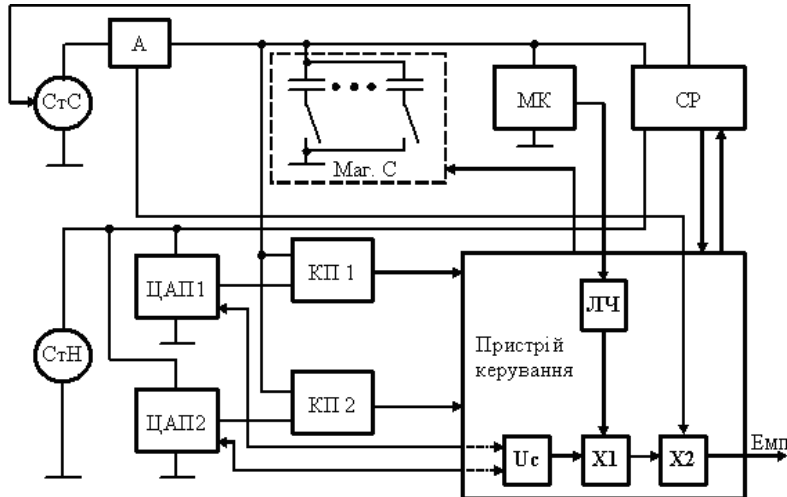 А
СтС
МК
СР
Маг. С
ЦАП1
КП 1
ЛЧ
СтН
Пристрій
керування
ЦАП2
КП 2
Uc
X1
X2
Емп